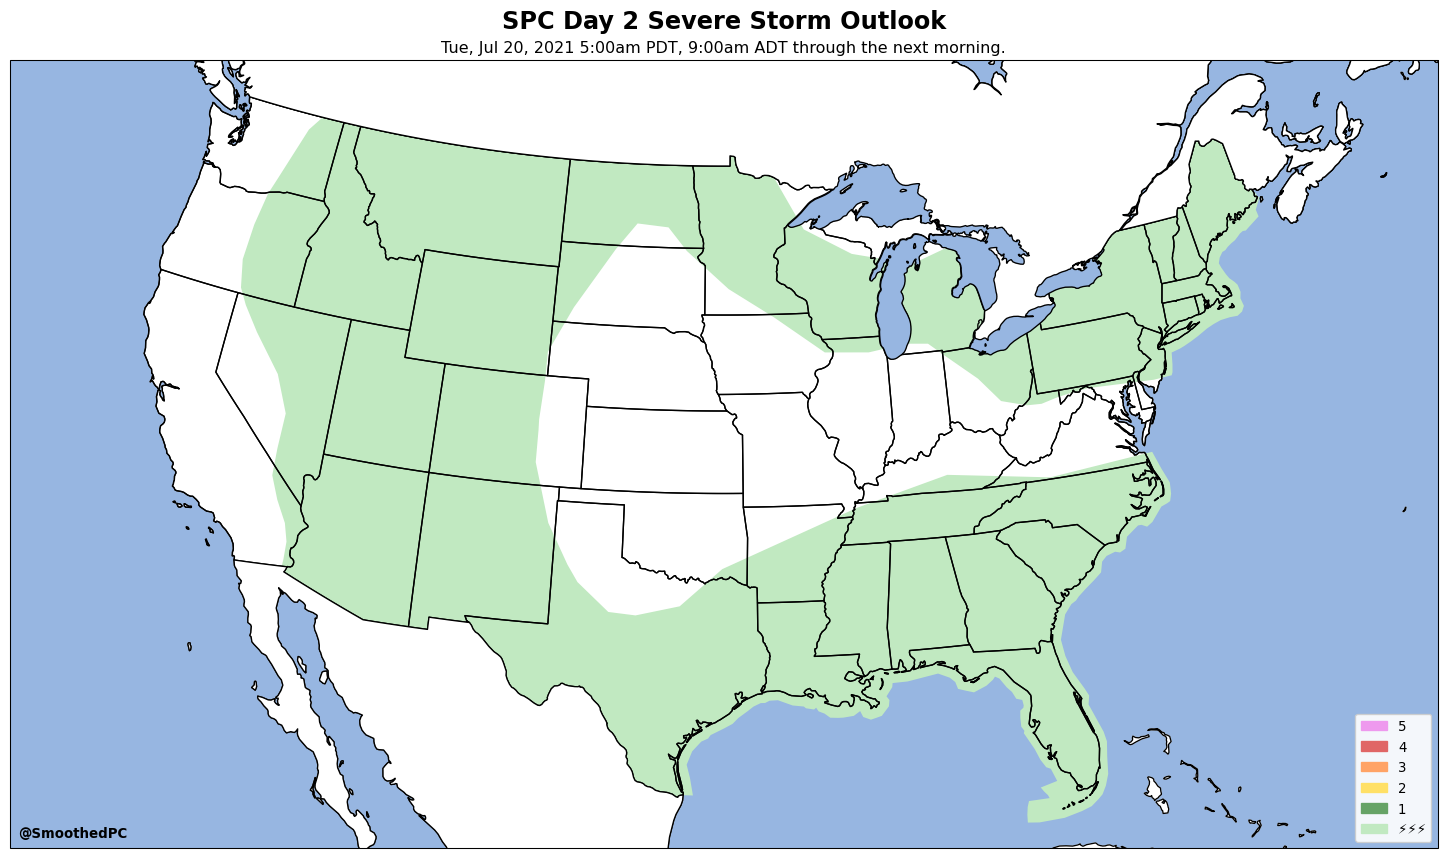 SPC Day 2 Severe Storm Outlook
Tue, Jul 20, 2021 5:00am PDT, 9:00am ADT through the next morning.
5
4
3
2
1
⚡⚡⚡
@SmoothedPC